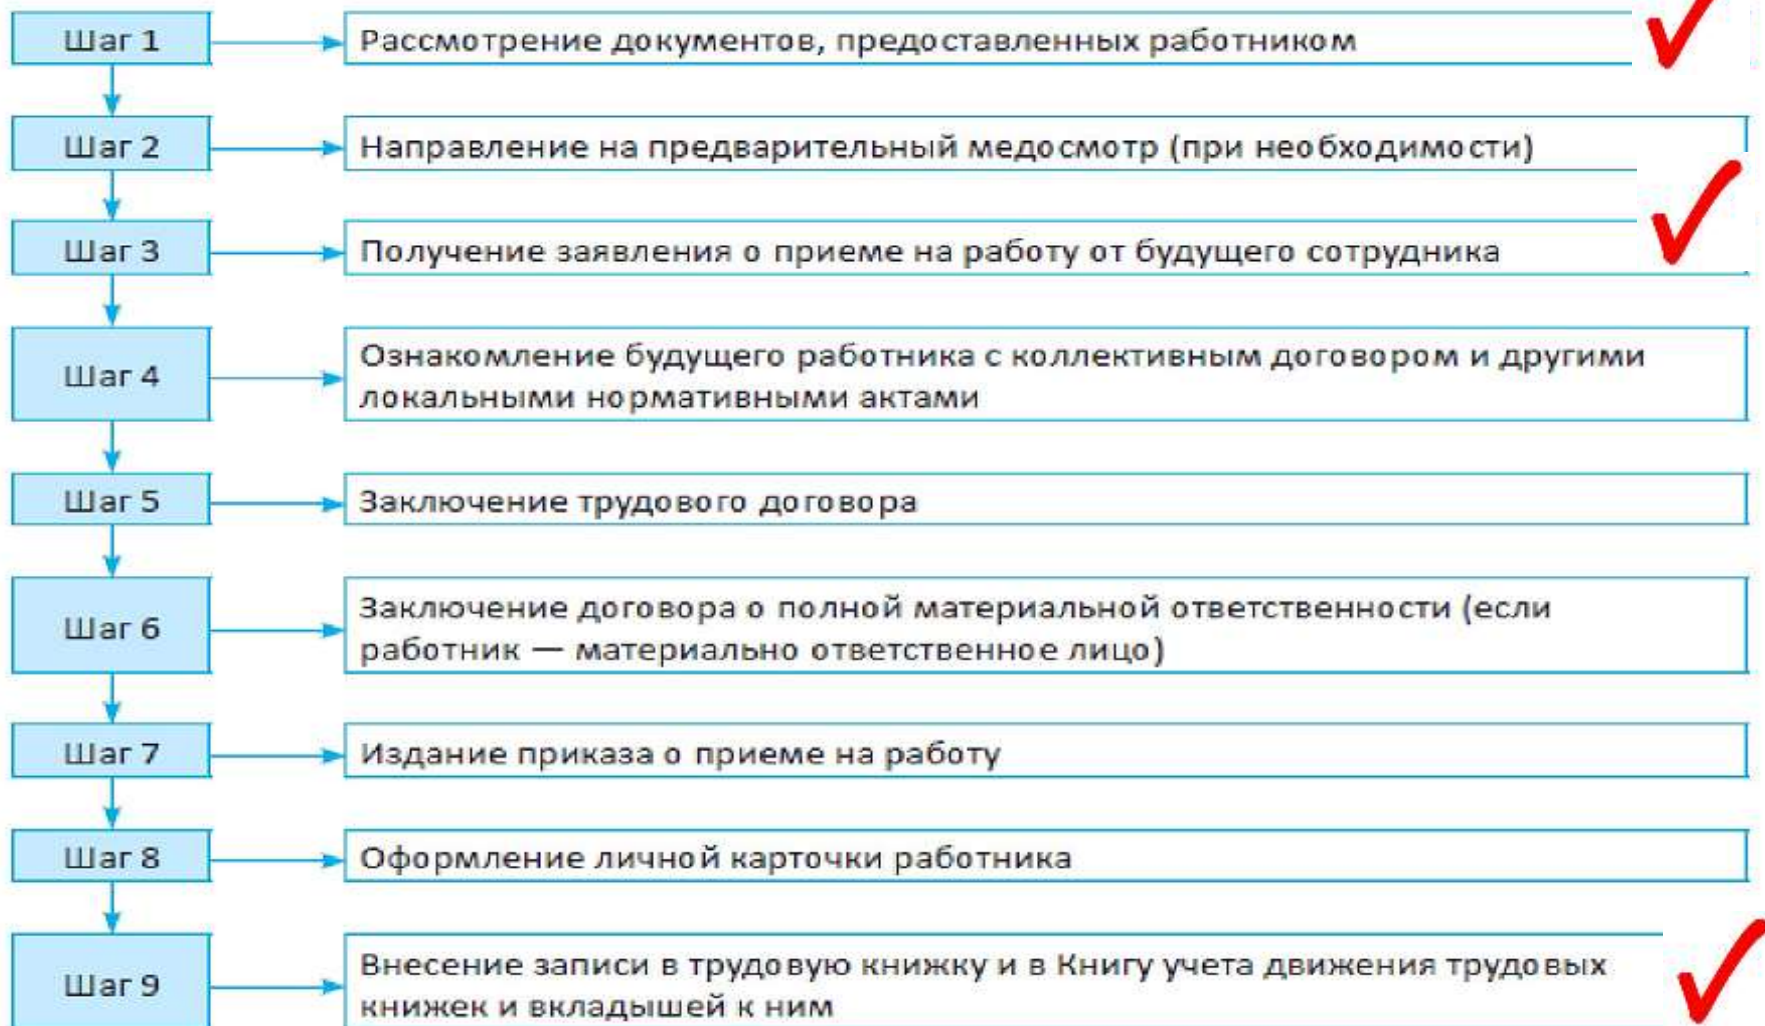 Шаг 1
Рассмотрение документов, предоставленных работником
Шаг 2
Направление на предварительный медосмотр (при необходимости)
Шаг 3
Получение заявления о приеме на работу от будущего сотрудника
Шаг 4
Ознакомление будущего работника с коллективным договором и другими
локальными нормативными актами
Шаг 5
Заключение трудового договора
Шаг 6
Заключение договора о полной материальной ответственности (если
работник — материально ответственное лицо)
Шаг 7
Издание приказа о приеме на работу
Шаг 8
Оформление личной карточки работника
Шаг 9
Внесение записи в трудовую книжку и в Книгу учета движения трудовых
книжек и вкладышей к ним